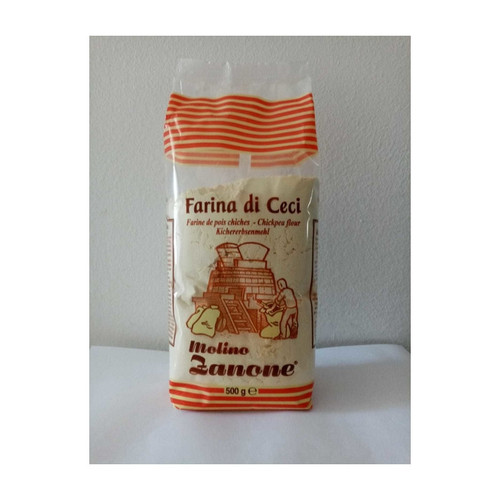 Farina di Ceci
Farine de pois chiches - Chickpea flour
Kichererbsenmehl
Molino
Zanone®
500 g ℮